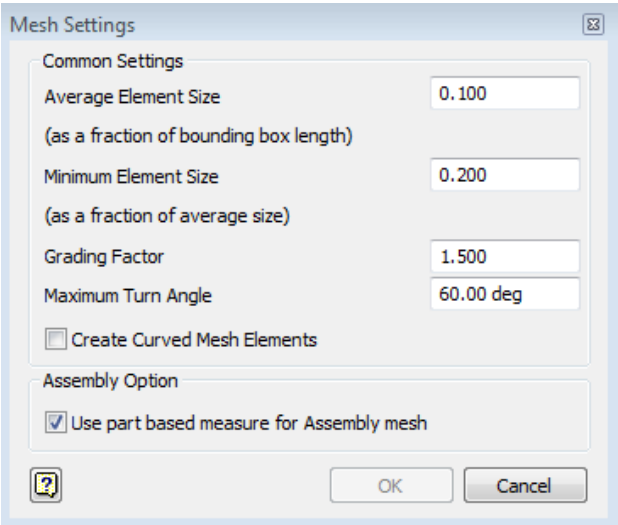 Mesh Settings
Common Settings
Average Element Size 0.100
(as a fraction of bounding box length)
Minimum Element Size 0.200
(as a fraction of average size)
Grading Factor 1.500
Maximum Turn Angle 60.00 deg
Create Curved Mesh Elements
Assembly Option
Use part based measure for Assembly mesh
? OK Cancel